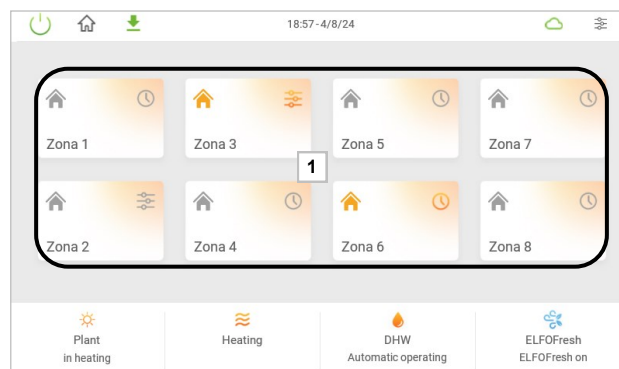 18:57-4/8/24
Zona 1
Zona 3
Zona 5
Zona 7
1
Zona 2
Zona 4
Zona 6
Zona 8
Plant
in heating
Heating
DHW
Automatic operating
ELFOFresh
ELFOFresh on